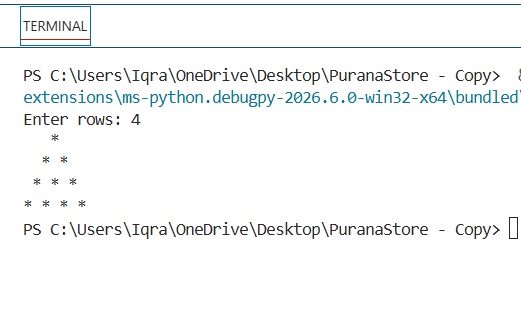 TERMINAL
PS C:\Users\Iqra\OneDrive\Desktop\PuranaStore - Copy>
extensions\ms-python.debugpy-2026.6.0-win32-x64\bundled\
Enter rows: 4
   *
  * *
 * * *
* * * *
PS C:\Users\Iqra\OneDrive\Desktop\PuranaStore - Copy>